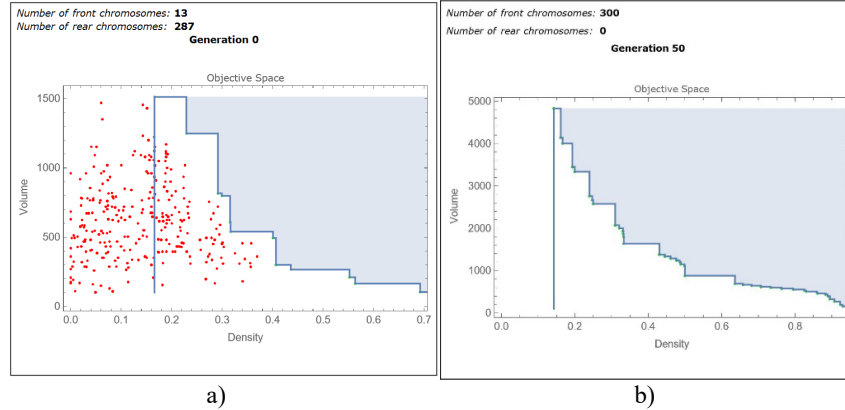 Number of front chromosomes: 13
Number of rear chromosomes: 287
Generation 0
Objective Space
1500
1000
500
0
Volume
0.0 0.1 0.2 0.3 0.4 0.5 0.6 0.7
Density
a)
Number of front chromosomes: 300
Number of rear chromosomes: 0
Generation 50
Objective Space
5000
4000
3000
2000
1000
0
Volume
0.0 0.2 0.4 0.6 0.8
Density
b)